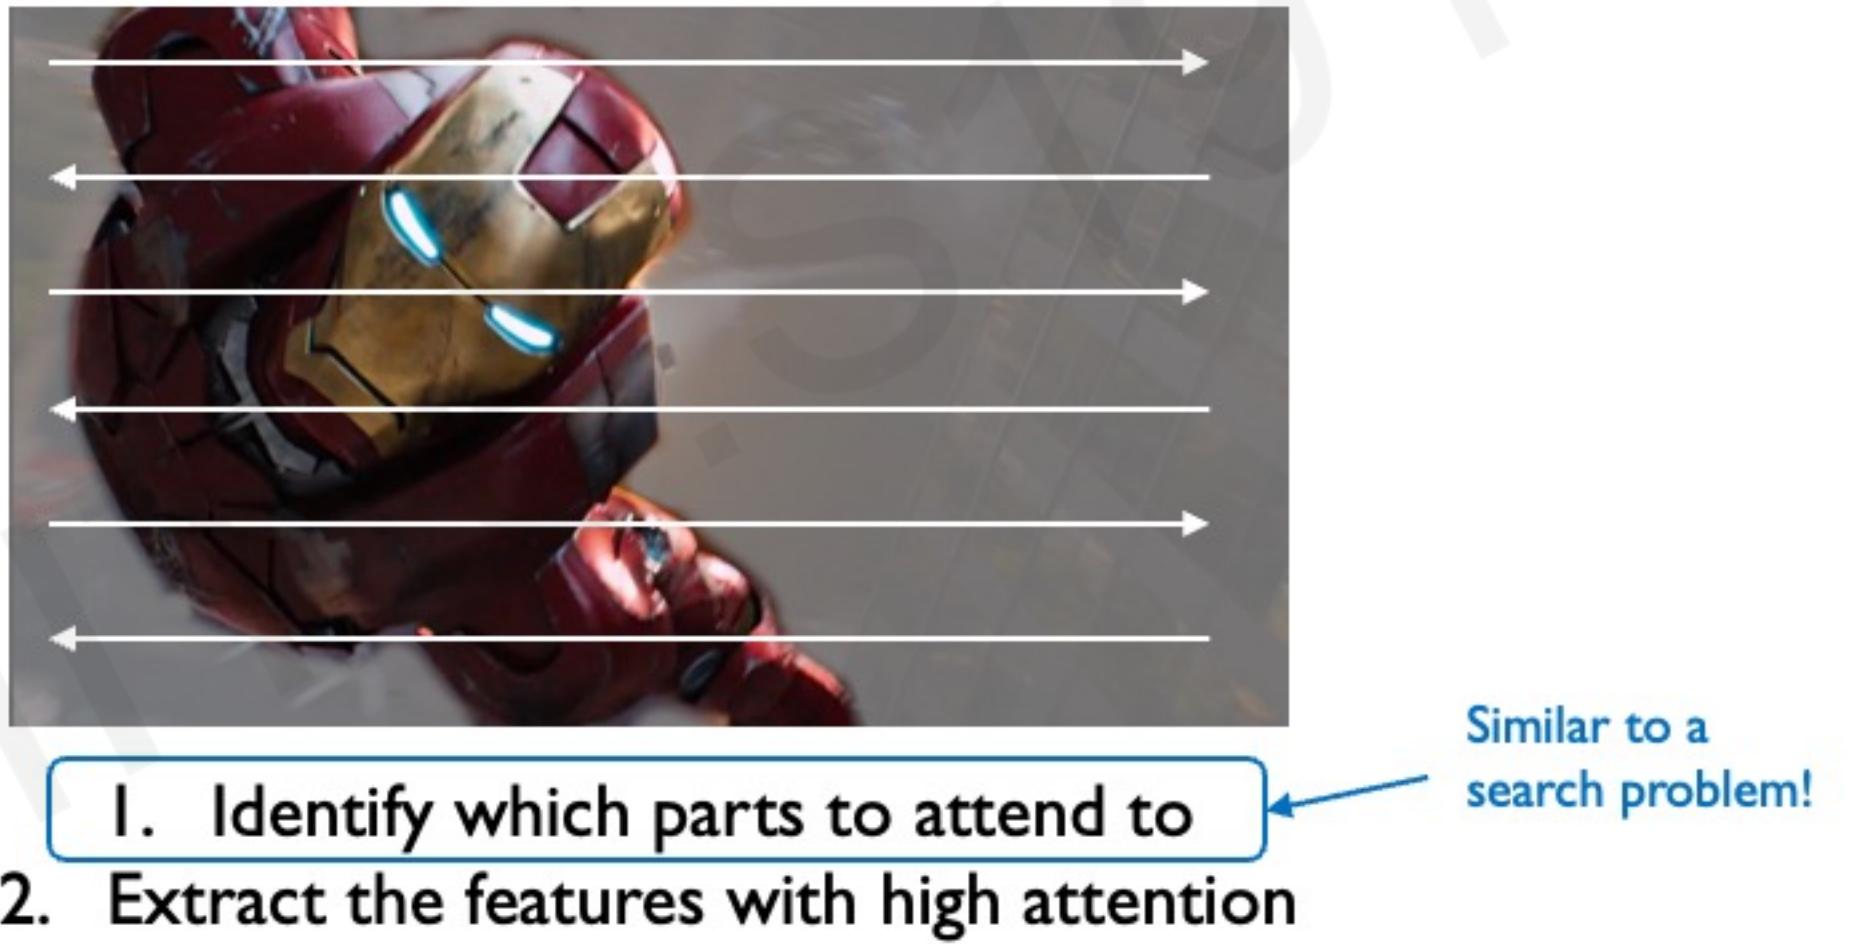 Similar to a
search problem!
1. Identify which parts to attend to
2. Extract the features with high attention